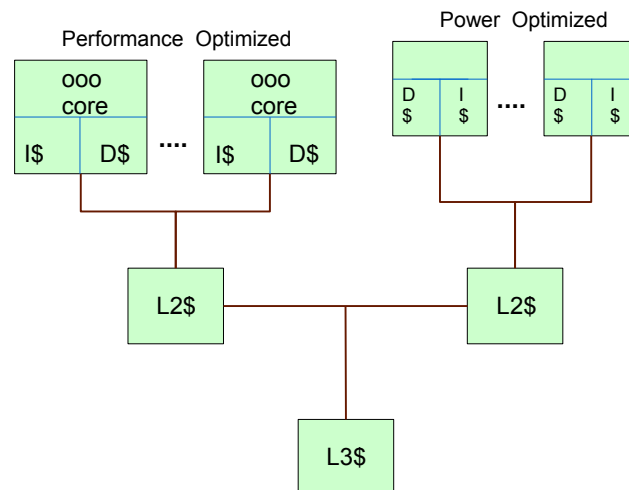 Performance Optimized
Power Optimized
ooo
core
I$
D$
....
ooo
core
I$
D$
D
$
I
$
....
D
$
I
$
L2$
L2$
L3$